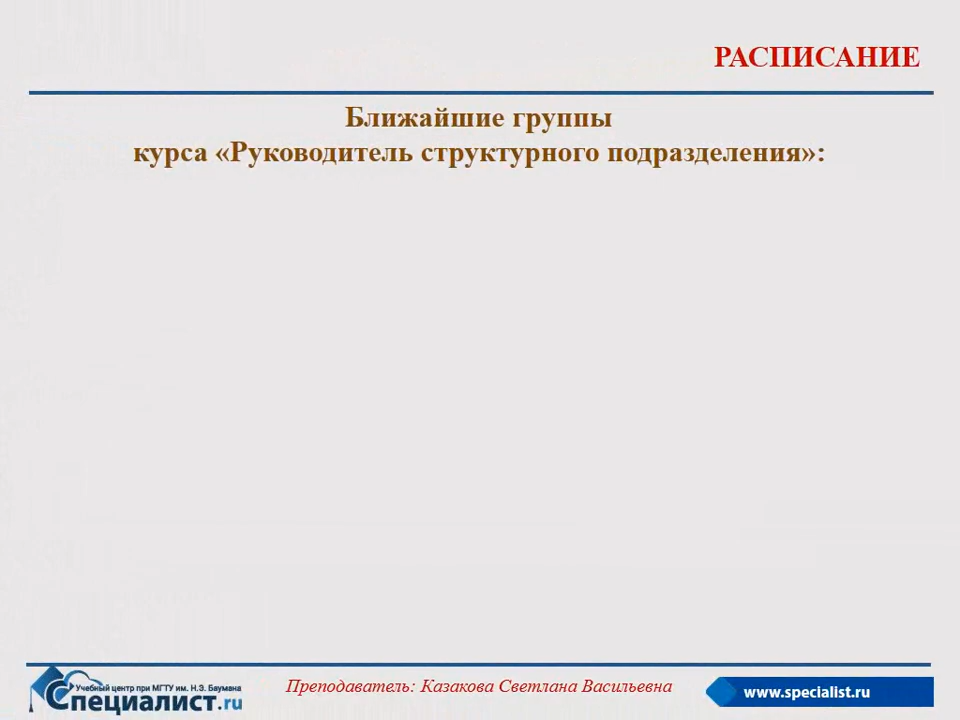 РАСПИСАНИЕ
Ближайшие группы
курса «Руководитель структурного подразделения»:
Учебный центр при МГТУ им. Н.Э. Баумана
Специалист.ru
Преподаватель: Казакова Светлана Васильевна
www.specialist.ru